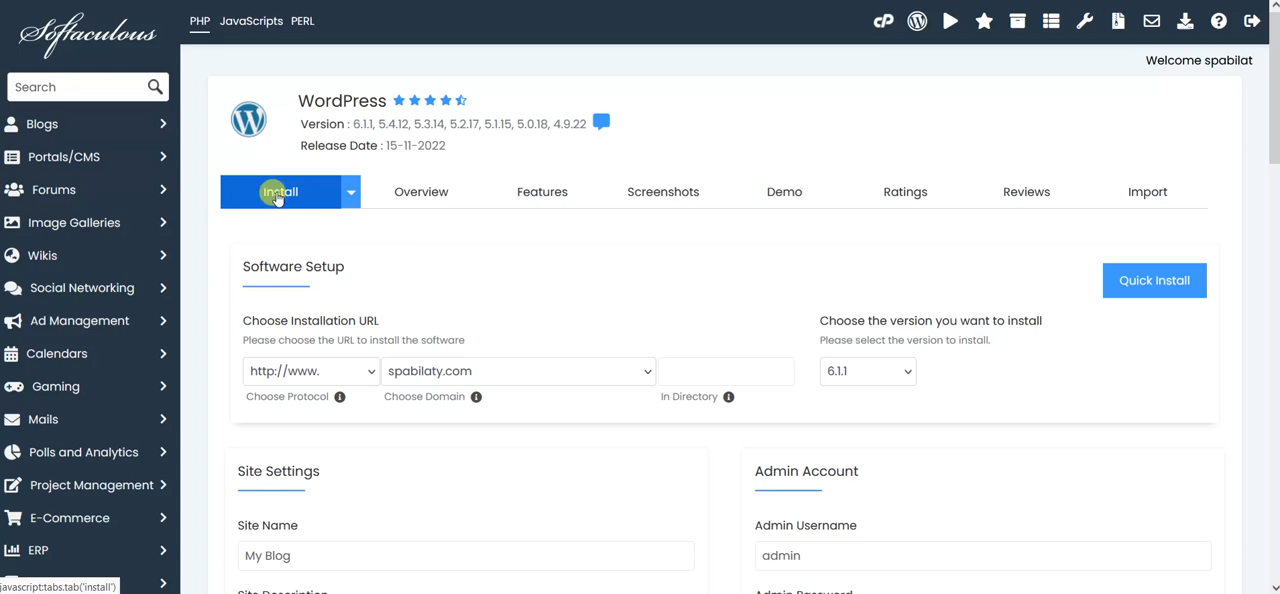 Softaculous
PHP JavaScripts PERL
cP
Search
Welcome spabilat
Blogs
Portals/CMS
Forums
Image Galleries
Wikis
Social Networking
Ad Management
Calendars
Gaming
Mails
Polls and Analytics
Project Management
E-Commerce
ERP
javascript:tabs.tab('install')
WordPress
Version : 6.1.1, 5.4.12, 5.3.14, 5.2.17, 5.1.15, 5.0.18, 4.9.22
Release Date : 15-11-2022
Install Overview Features Screenshots Demo Ratings Reviews Import
Software Setup
Quick Install
Choose Installation URL
Please choose the URL to install the software
http://www. spabilaty.com
Choose Protocol Choose Domain In Directory
Choose the version you want to install
Please select the version to install.
6.1.1
Site Settings
Site Name
My Blog
Site Description
Admin Account
Admin Username
admin
Admin Password